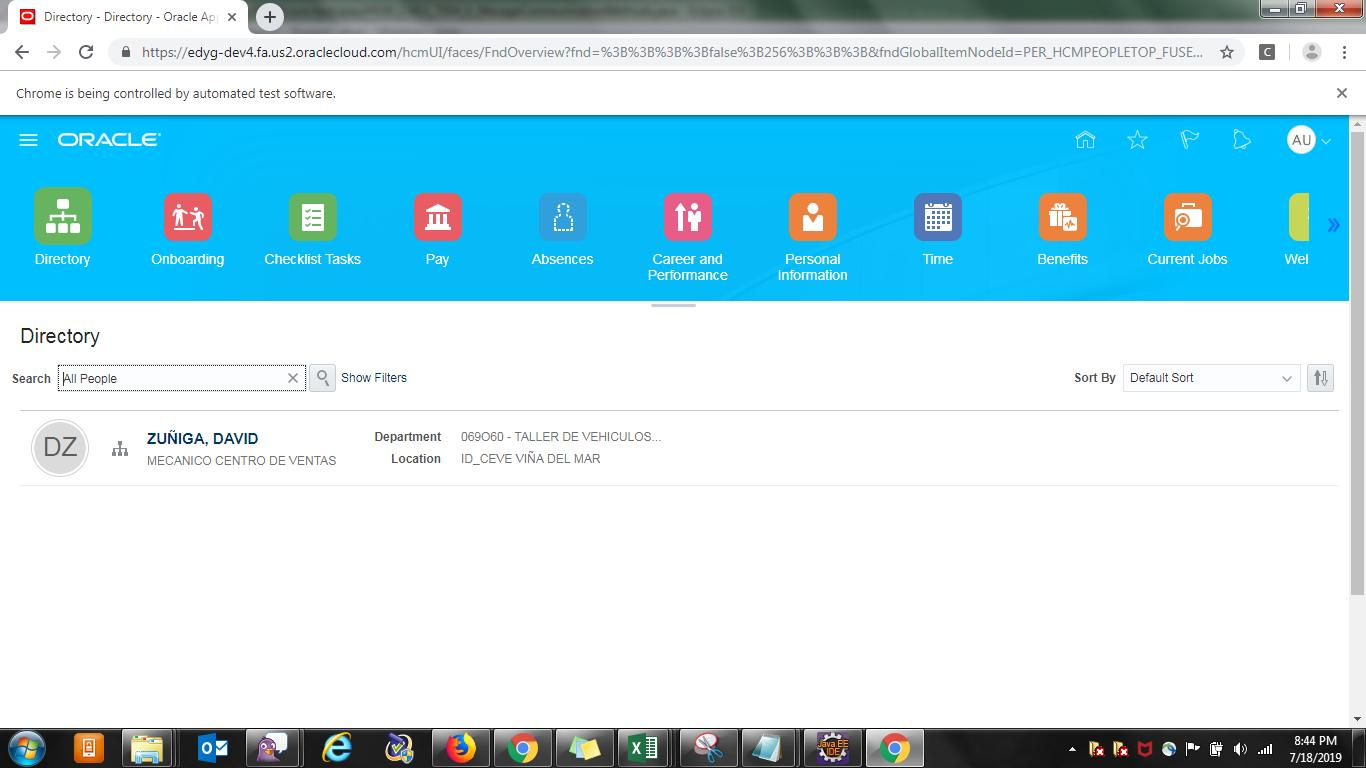 Directory - Directory - Oracle Ap
https://edyg-dev4.fa.us2.oraclecloud.com/hcmUI/faces/FndOverview?fnd=%3B%3B%3B%3Bfalse%3B256%3B%3B%3B&fndGlobalItemNodeId=PER_HCMPEOPLETOP_FUSE...
C
Chrome is being controlled by automated test software.
ORACLE
AU
Directory
Onboarding
Checklist Tasks
Pay
Absences
Career and
Performance
Personal
Information
Time
Benefits
Current Jobs
Wel
Directory
Search All People Show Filters
Sort By Default Sort
DZ
ZUÑIGA, DAVID
MECANICO CENTRO DE VENTAS
Department 069O60 - TALLER DE VEHICULOS...
Location ID_CEVE VIÑA DEL MAR
Java EE
IDE
8:44 PM
7/18/2019